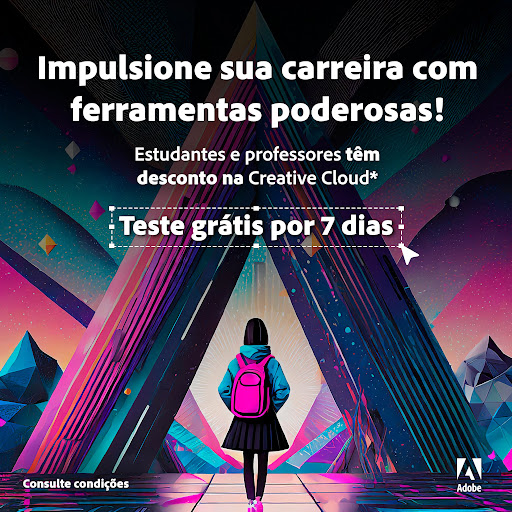 Impulsione sua carreira com
ferramentas poderosas!
Estudantes e professores têm
desconto na Creative Cloud*
Teste grátis por 7 dias
Consulte condições
Adobe